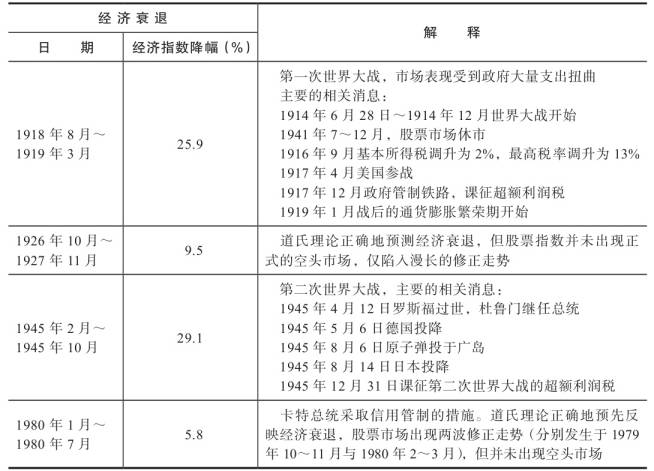 经 济 衰 退
解 释
日 期
经济指数降幅（%）
1918 年 8 月～
1919 年 3 月
25.9
第一次世界大战，市场表现受到政府大量支出扭曲
主要的相关消息：
1914 年 6 月 28 日～1914 年 12 月世界大战开始
1941 年 7～12 月，股票市场休市
1916 年 9 月基本所得税调升为 2%，最高税率调升为 13%
1917 年 4 月美国参战
1917 年 12 月政府管制铁路，课征超额利润税
1919 年 1 月战后的通货膨胀繁荣期开始
1926 年 10 月～
1927 年 11 月
9.5
道氏理论正确地预测经济衰退，但股票指数并未出现正
式的空头市场，仅陷入漫长的修正走势
1945 年 2 月～
1945 年 10 月
29.1
第二次世界大战，主要的相关消息：
1945 年 4 月 12 日罗斯福过世，杜鲁门继任总统
1945 年 5 月 6 日德国投降
1945 年 8 月 6 日原子弹投于广岛
1945 年 8 月 14 日日本投降
1945 年 12 月 31 日课征第二次世界大战的超额利润税
1980 年 1 月～
1980 年 7 月
5.8
卡特总统采取信用管制的措施。道氏理论正确地预先反
映经济衰退，股票市场出现两波修正走势（分别发生于 1979
年 10～11 月与 1980 年 2～3 月），但并未出现空头市场